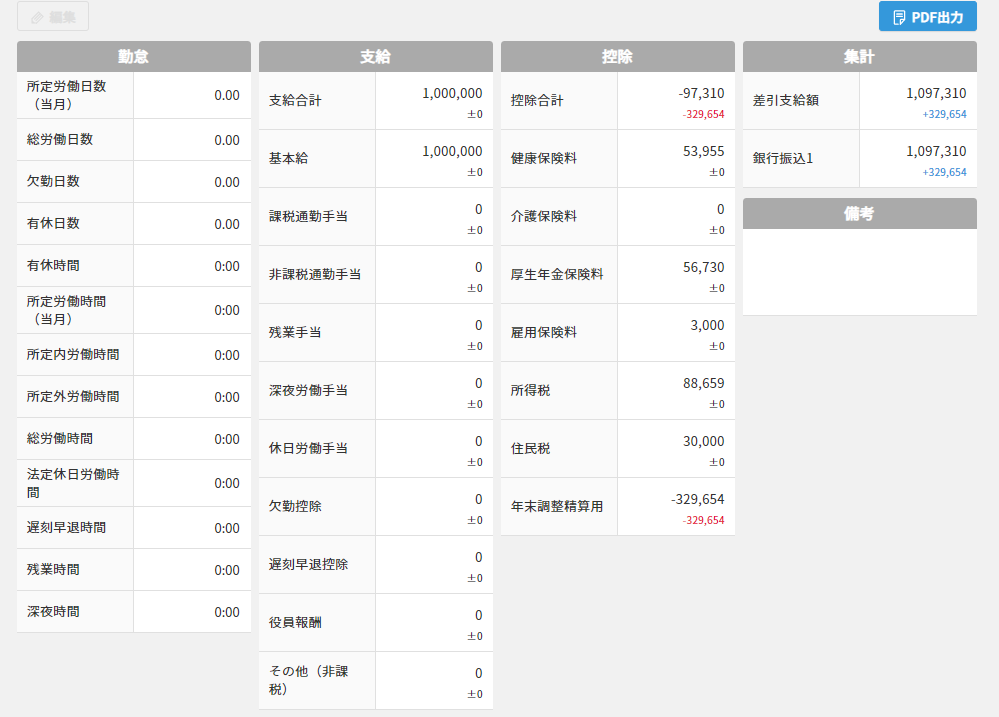 編集
PDF出力
勤怠
所定労働日数
（当月）
0.00
総労働日数
0.00
欠勤日数
0.00
有休日数
0.00
有休時間
0:00
所定労働時間
（当月）
0:00
所定内労働時間
0:00
所定外労働時間
0:00
総労働時間
0:00
法定休日労働時
間
0:00
遅刻早退時間
0:00
残業時間
0:00
深夜時間
0:00
支給
支給合計
1,000,000
±0
基本給
1,000,000
±0
課税通勤手当
0
±0
非課税通勤手当
0
±0
残業手当
0
±0
深夜労働手当
0
±0
休日労働手当
0
±0
欠勤控除
0
±0
遅刻早退控除
0
±0
役員報酬
0
±0
その他（非課
税）
0
±0
控除
控除合計
-97,310
-329,654
健康保険料
53,955
±0
介護保険料
0
±0
厚生年金保険料
56,730
±0
雇用保険料
3,000
±0
所得税
88,659
±0
住民税
30,000
±0
年末調整精算用
-329,654
-329,654
集計
差引支給額
1,097,310
+329,654
銀行振込1
1,097,310
+329,654
備考